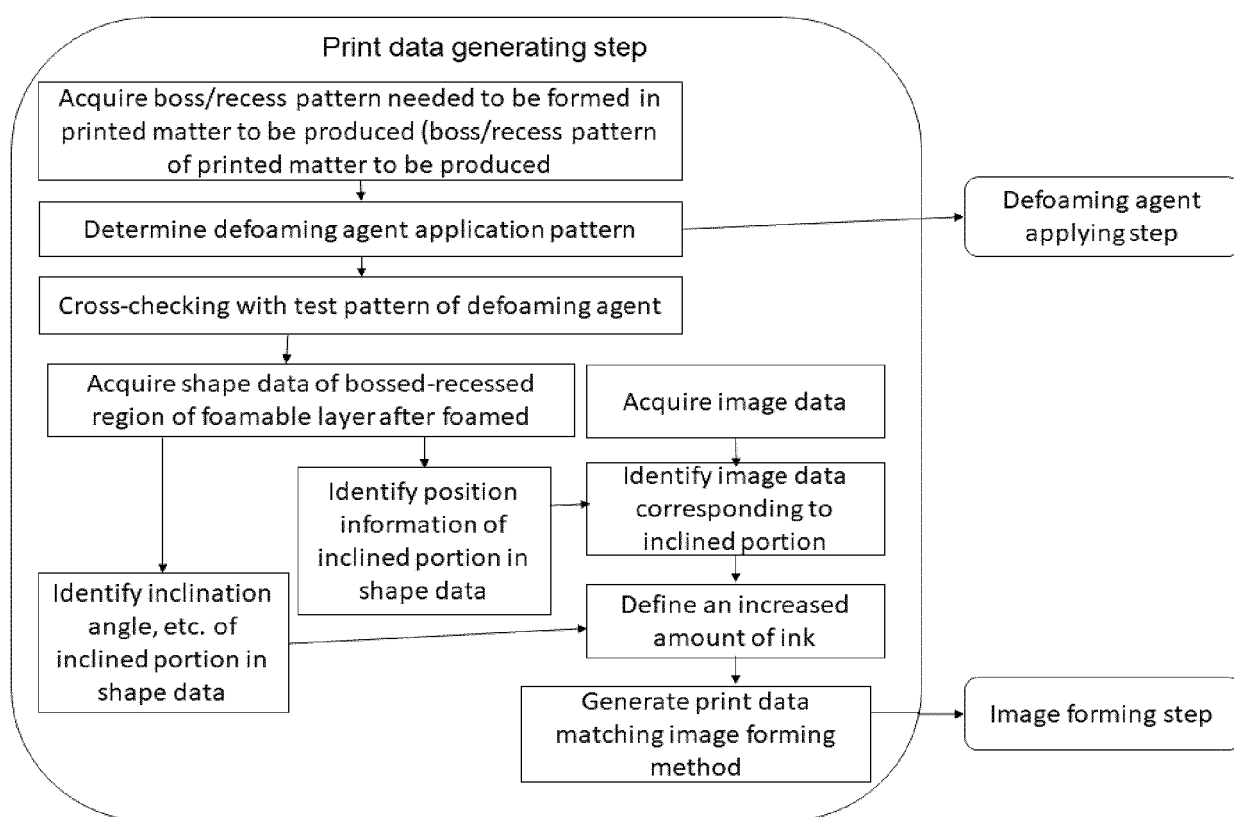 Print data generating step
Acquire boss/recess pattern needed to be formed in
printed matter to be produced (boss/recess pattern
of printed matter to be produced
Determine defoaming agent application pattern
Defoaming agent
applying step
Cross-checking with test pattern of defoaming agent
Acquire shape data of bossed-recessed
region of foamable layer after foamed
Acquire image data
Identify position
information of
inclined portion in
shape data
Identify image data
corresponding to
inclined portion
Identify inclination
angle, etc. of
inclined portion in
shape data
Define an increased
amount of ink
Generate print data
matching image forming
method
Image forming step